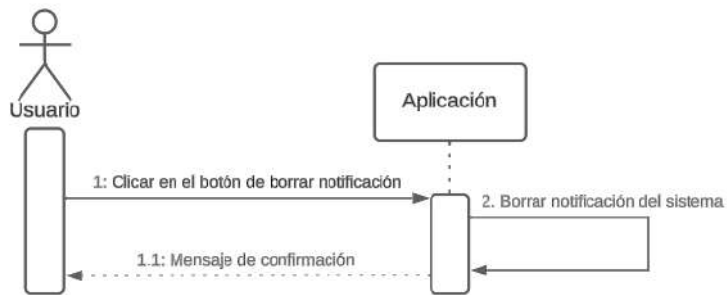 Usuario
Aplicación
1: Clicar en el botón de borrar notificación
2. Borrar notificación del sistema
1.1: Mensaje de confirmación